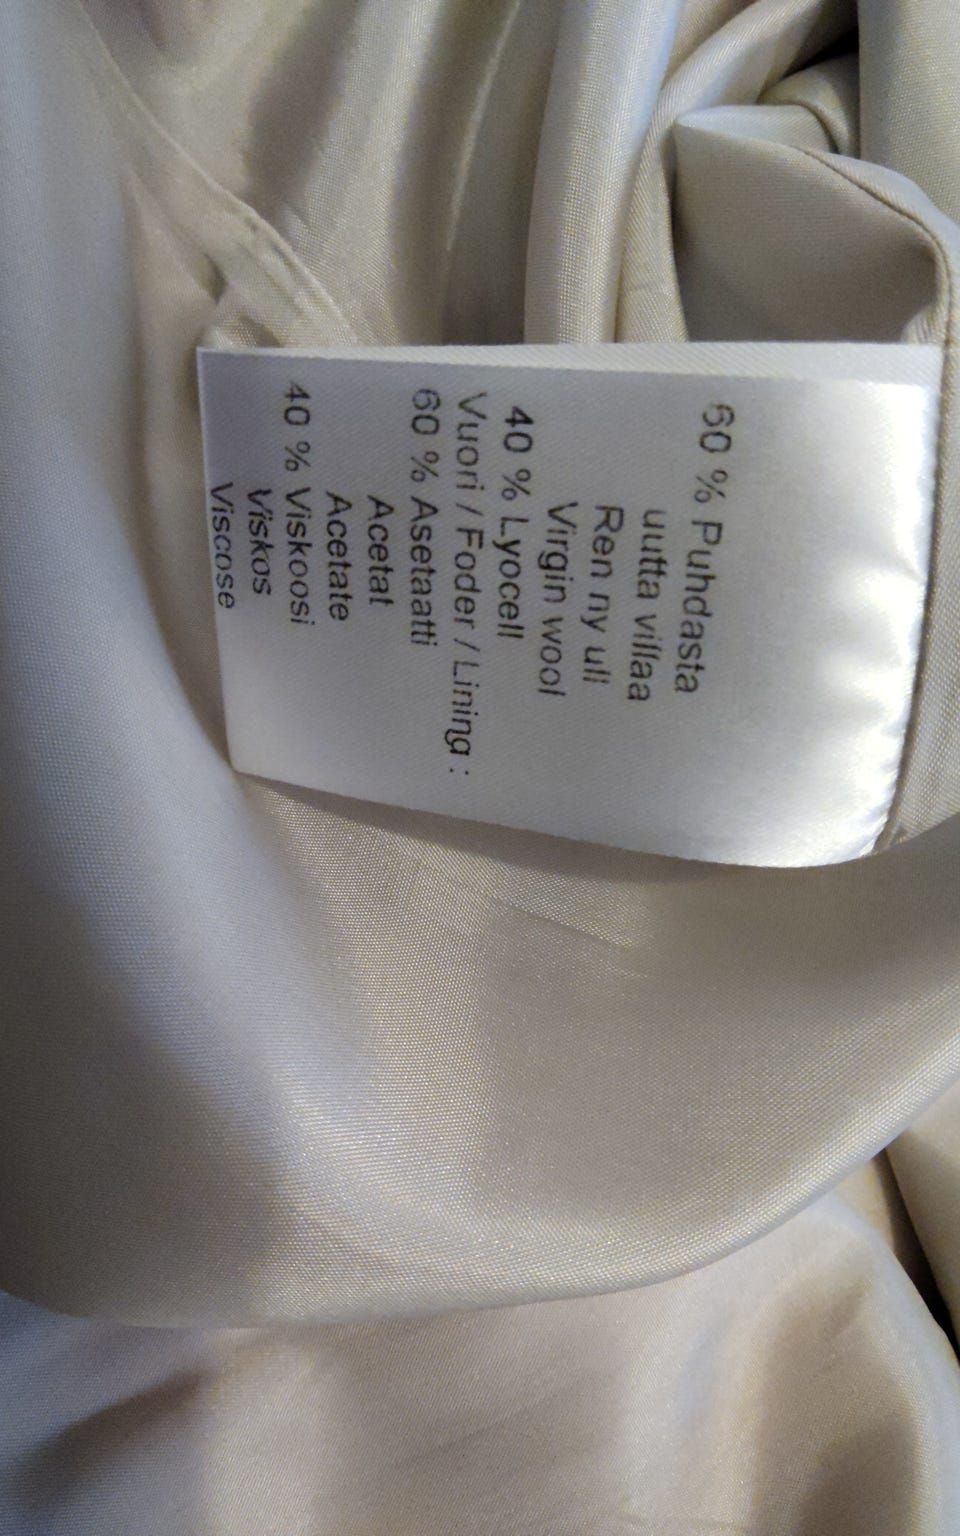 60 % Puhdasta
uutta villaa
Ren ny ull
Virgin wool
40 % Lyocell
Vuori / Foder / Lining :
60 % Asetaatti
Acetat
Acetate
40 % Viskoosi
Viskos
Viscose